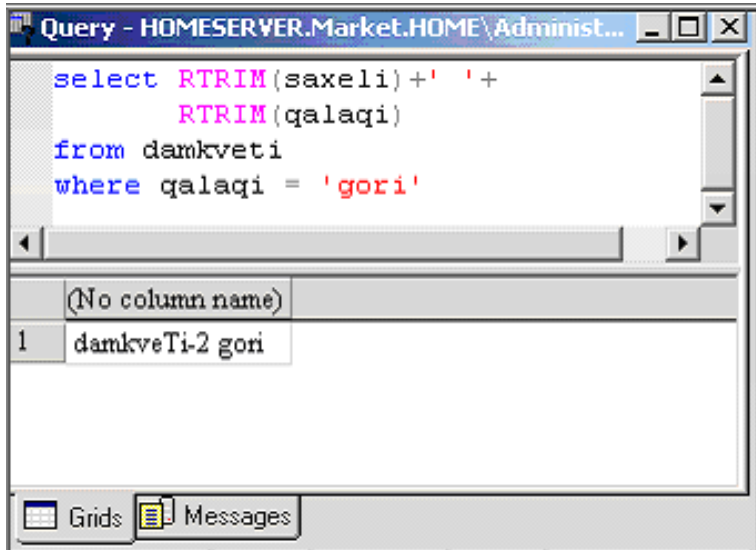 Query - HOMESERVER.Market.HOME\Administ...
select RTRIM(saxeli)+' '+
RTRIM(qalaqi)
from damkveti
where qalaqi = 'gori'
(No column name)
1 damkveTi-2 gori
Grids Messages